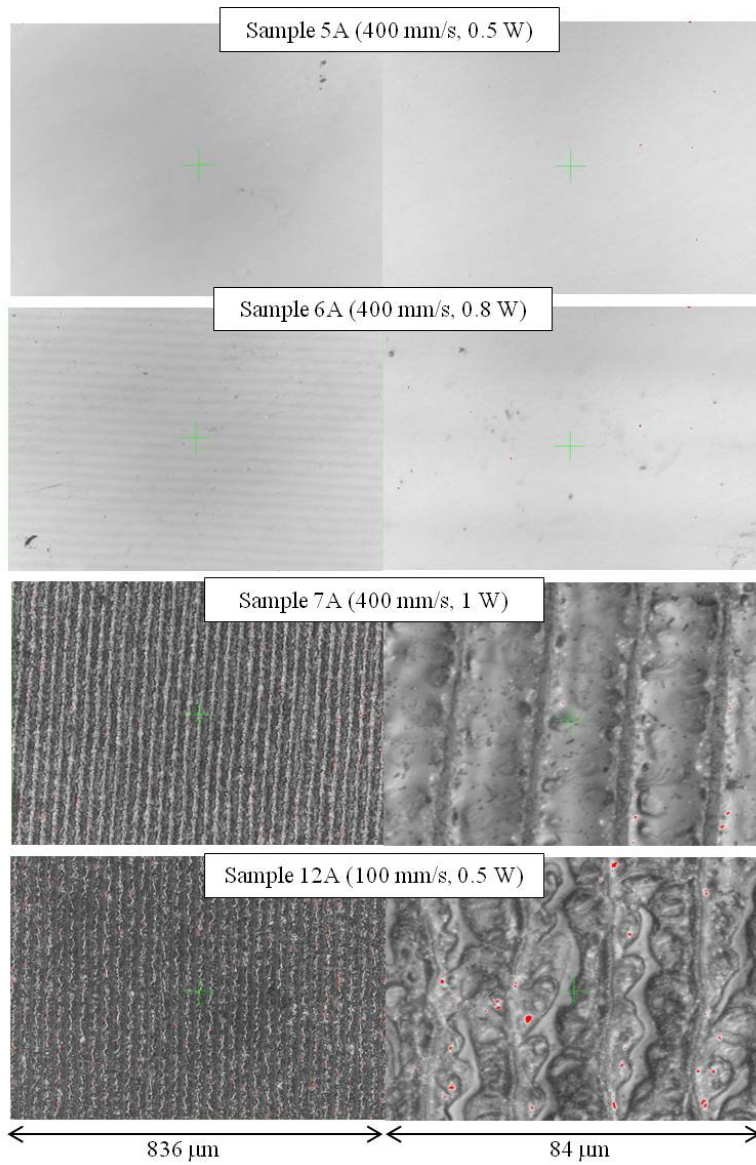 Sample 5A (400 mm/s, 0.5 W)
Sample 6A (400 mm/s, 0.8 W)
Sample 7A (400 mm/s, 1 W)
Sample 12A (100 mm/s, 0.5 W)
836 μm
84 μm